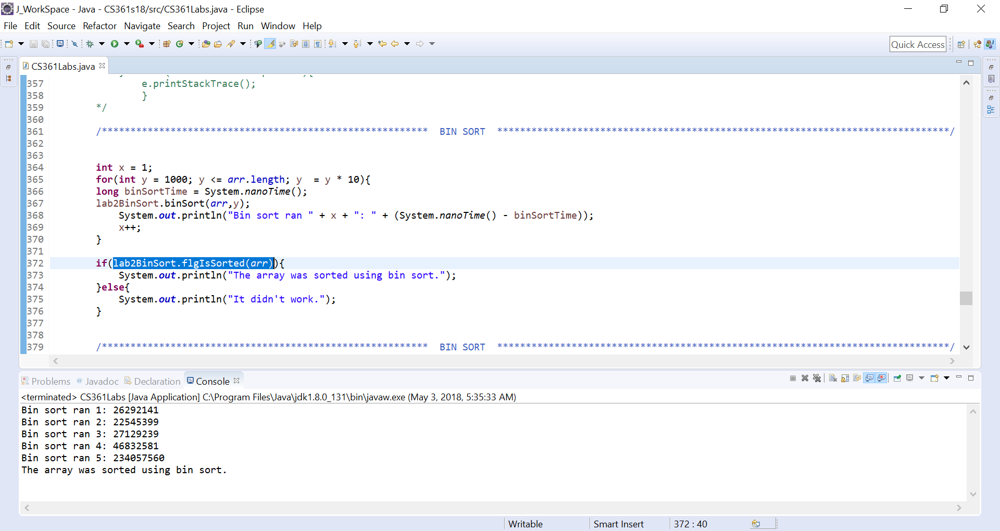 J_WorkSpace - Java - CS361s18/src/CS361Labs.java - Eclipse
File Edit Source Refactor Navigate Search Project Run Window Help
Quick Access
CS361Labs.java
357 e.printStackTrace();
358 }
359 */
360
361 /********************************************************* BIN SORT *******************************************************************************/
362
363
364 int x = 1;
365 for(int y = 1000; y <= arr.length; y  = y * 10){
366 long binSortTime = System.nanoTime();
367 lab2BinSort.binSort(arr,y);
368 System.out.println("Bin sort ran " + x + ": " + (System.nanoTime() - binSortTime));
369 x++;
370 }
371
372 if(lab2BinSort.flgIsSorted(arr)){
373 System.out.println("The array was sorted using bin sort.");
374 }else{
375 System.out.println("It didn't work.");
376 }
377
378
379 /********************************************************* BIN SORT *******************************************************************************/
Problems @ Javadoc Declaration Console
<terminated> CS361Labs [Java Application] C:\Program Files\Java\jdk1.8.0_131\bin\javaw.exe (May 3, 2018, 5:35:33 AM)
Bin sort ran 1: 26292141
Bin sort ran 2: 22545399
Bin sort ran 3: 27129239
Bin sort ran 4: 46832581
Bin sort ran 5: 234057560
The array was sorted using bin sort.
Writable Smart Insert 372 : 40